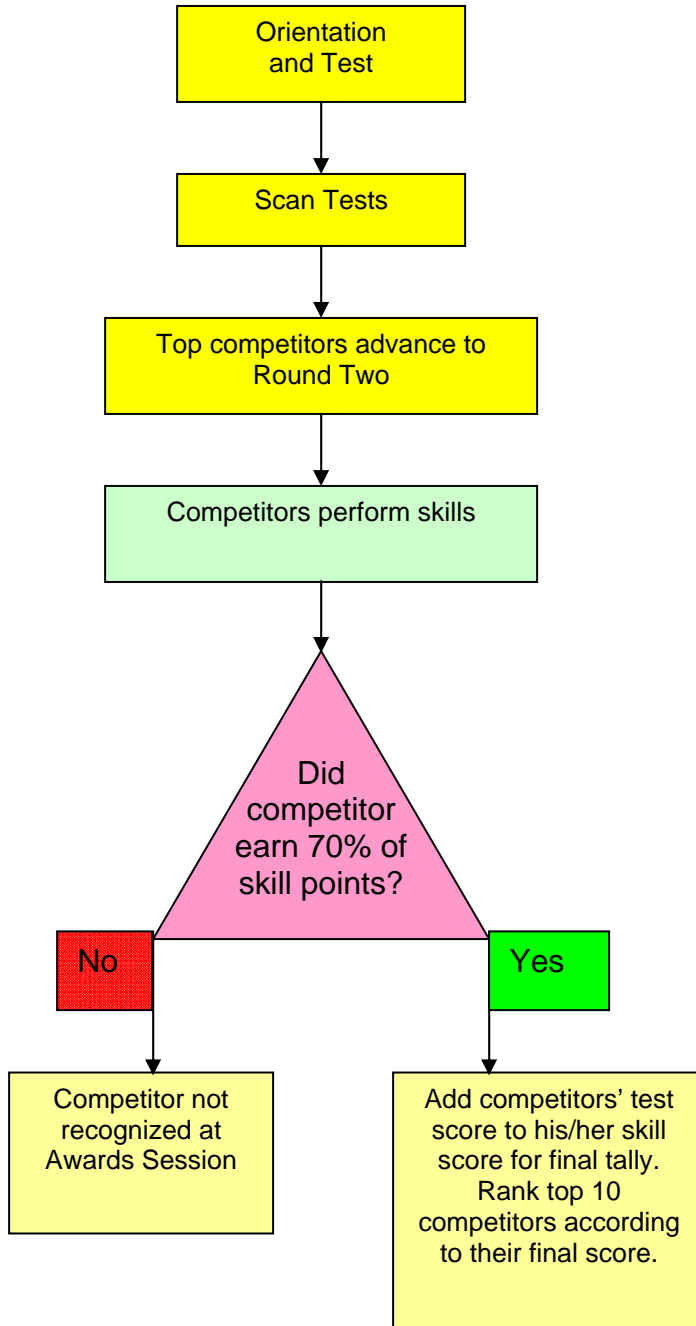 Orientation
and Test
Scan Tests
Top competitors advance to
Round Two
Competitors perform skills
Did
competitor
earn 70% of
skill points?
No
Yes
Competitor not
recognized at
Awards Session
Add competitors’ test
score to his/her skill
score for final tally.
Rank top 10
competitors according
to their final score.